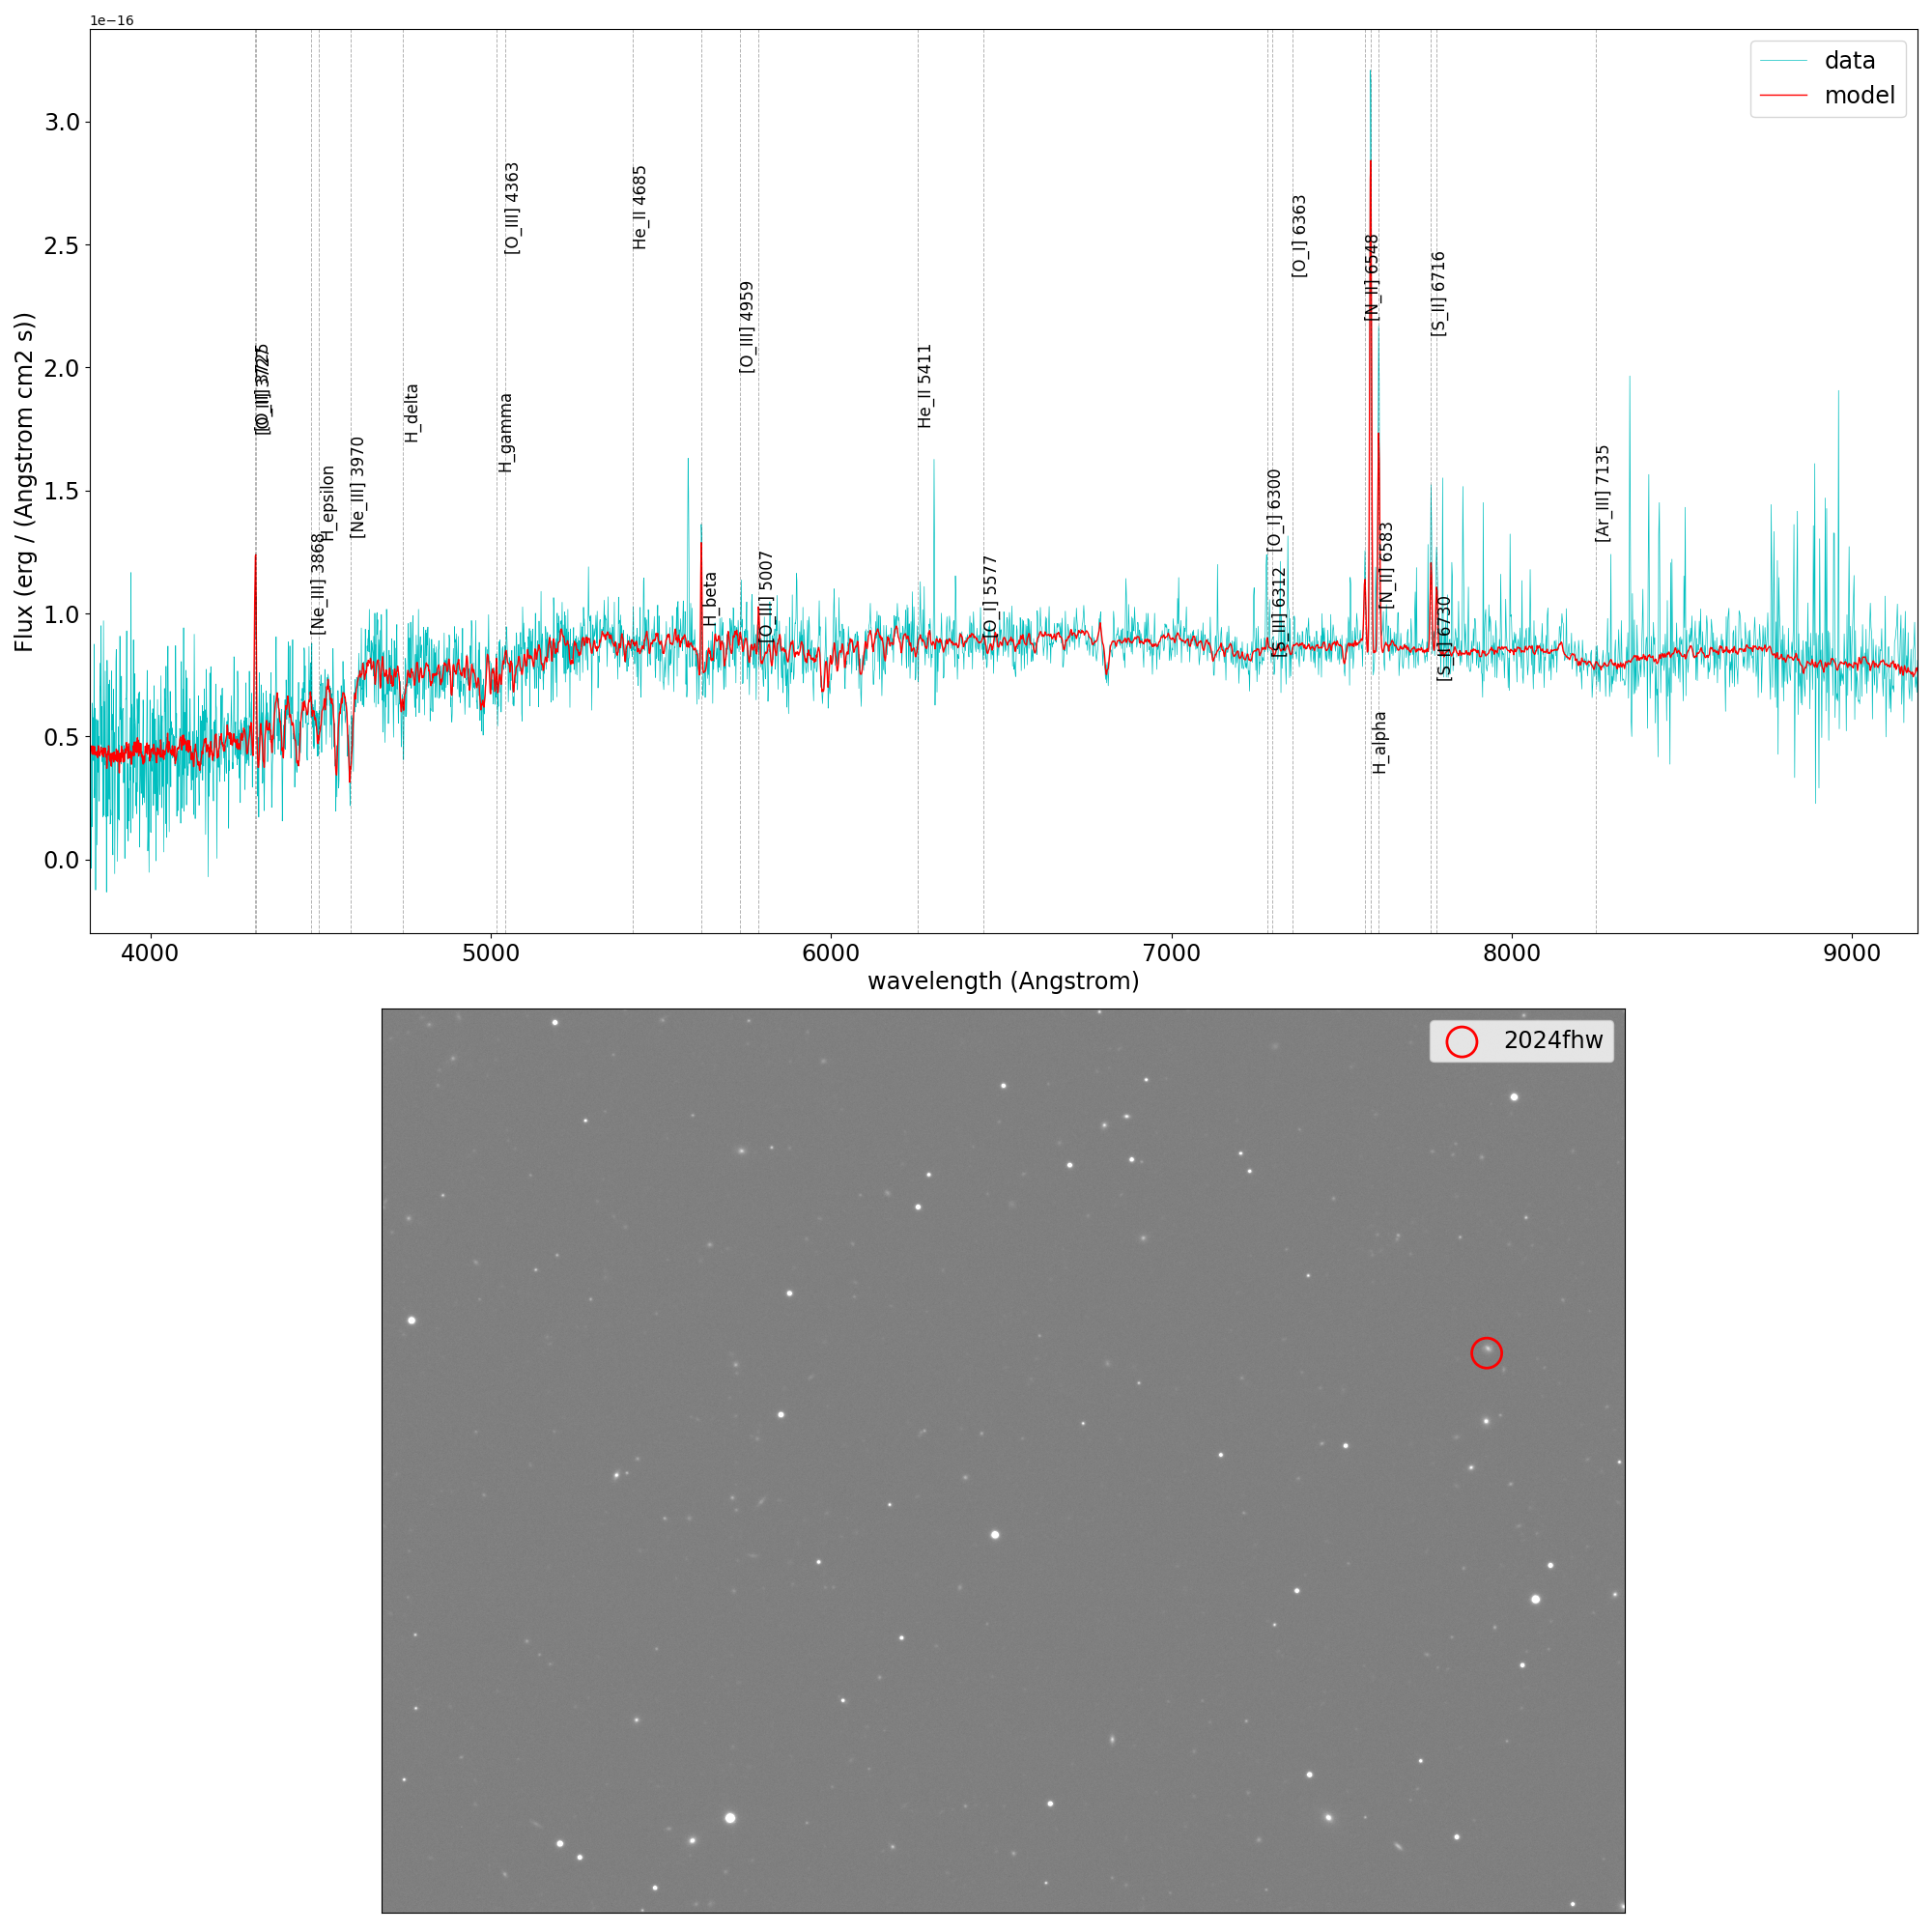 1e−16
data
model
3.0
2.5
2.0
1.5
1.0
0.5
0.0
Flux (erg / (Angstrom cm2 s))
[O_II] 3727
[Ne_III] 3868
H_epsilon
[Ne_III] 3970
H_delta
H_gamma
[O_III] 4363
He_II 4685
H_beta
[O_III] 4959
[O_III] 5007
He_II 5411
[O_I] 5577
[O_I] 6300
[S_III] 6312
[O_I] 6363
[N_II] 6548
H_alpha
[N_II] 6583
[S_II] 6716
[S_II] 6730
[Ar_III] 7135
4000 5000 6000 7000 8000 9000
wavelength (Angstrom)
2024fhw